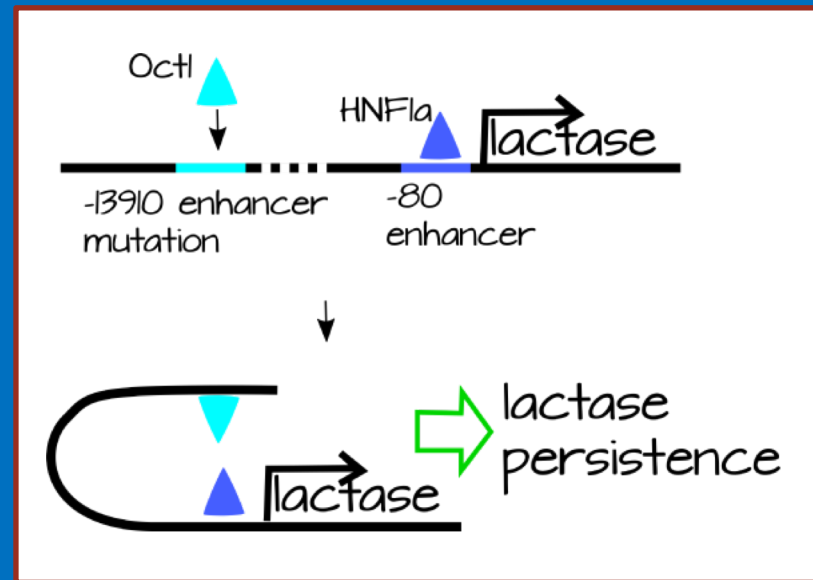 Oct1
HNF1a
lactase
-13910 enhancer
mutation
-80
enhancer
lactase
lactase
persistence